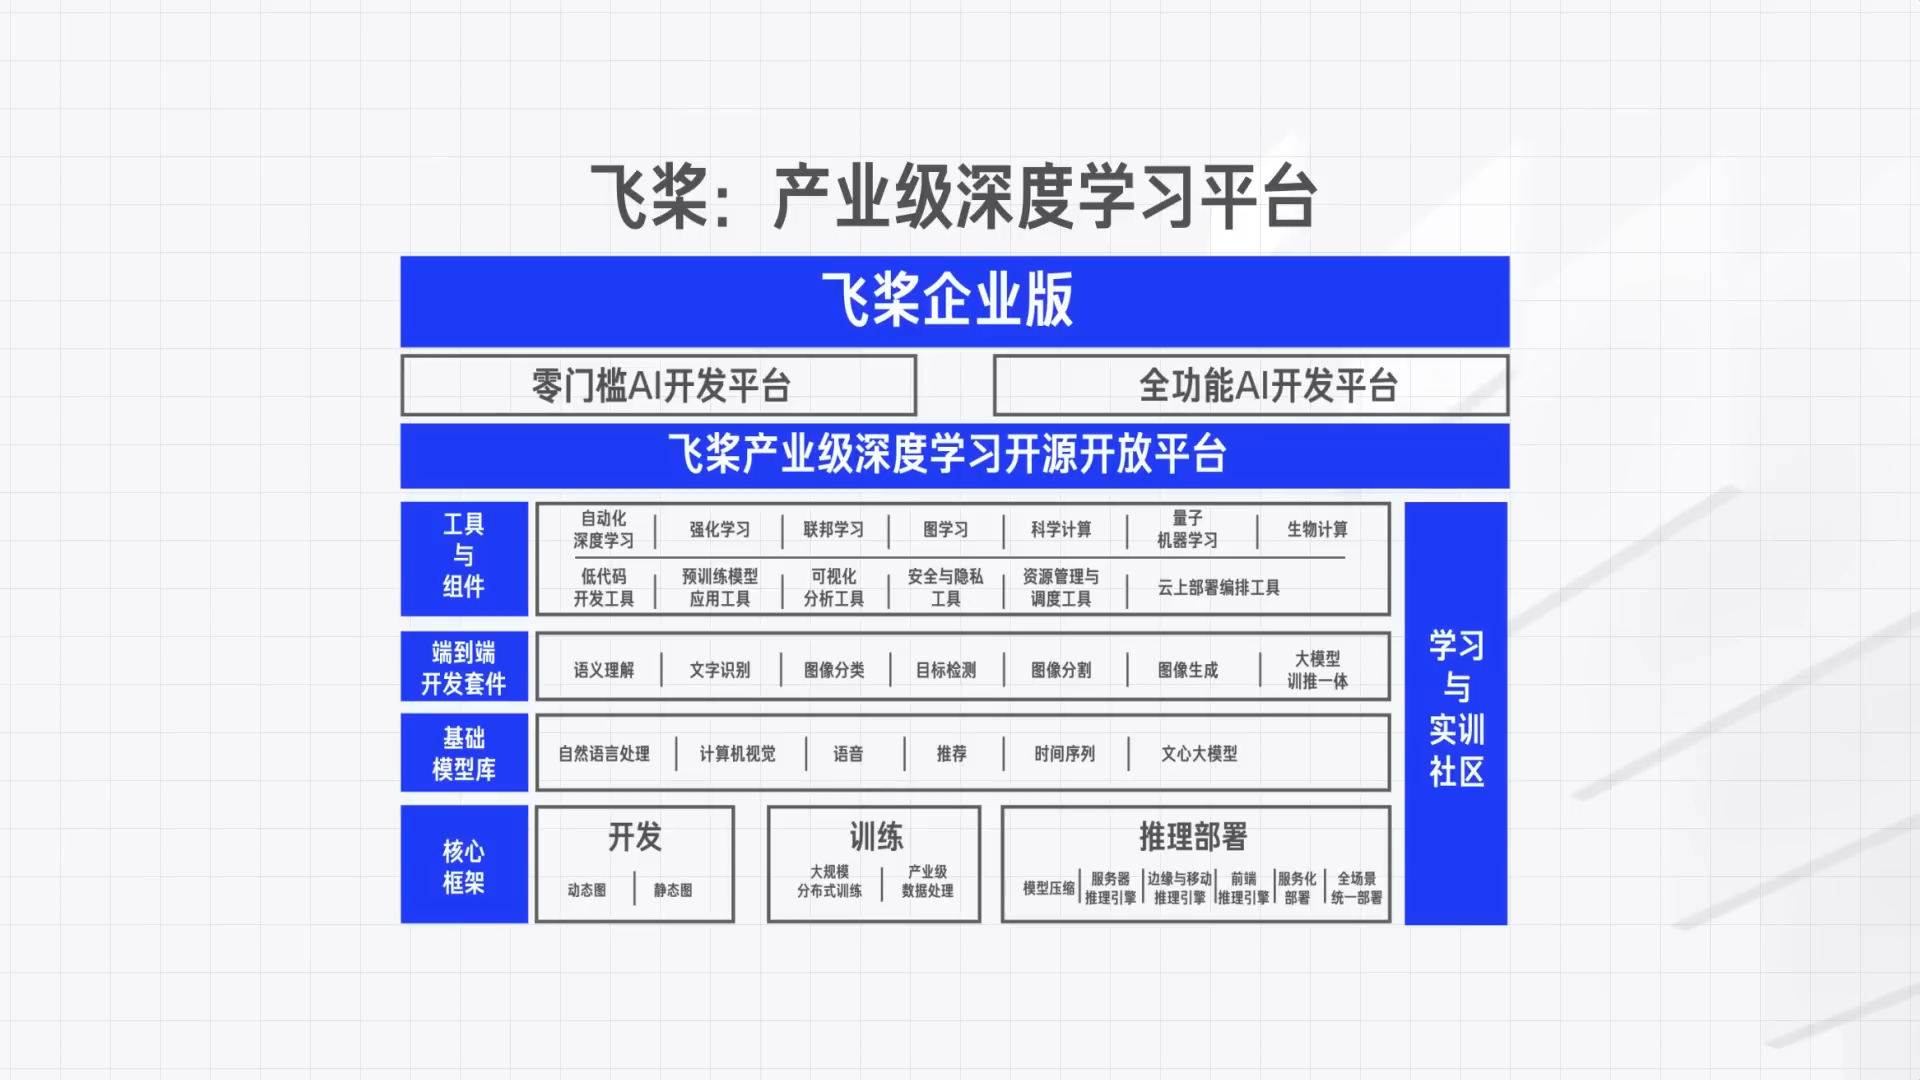 飞桨：产业级深度学习平台
飞桨企业版
零门槛AI开发平台
全功能AI开发平台
飞桨产业级深度学习开源开放平台
工具
与
组件
自动化
深度学习
强化学习
联邦学习
图学习
科学计算
量子
机器学习
生物计算
低代码
开发工具
预训练模型
应用工具
可视化
分析工具
安全与隐私
工具
资源管理与
调度工具
云上部署编排工具
端到端
开发套件
语义理解
文字识别
图像分类
目标检测
图像分割
图像生成
大模型
训推一体
基础
模型库
自然语言处理
计算机视觉
语音
推荐
时间序列
文心大模型
核心
框架
开发
动态图
静态图
训练
大规模
分布式训练
产业级
数据处理
推理部署
模型压缩
服务器
推理引擎
边缘与移动
推理引擎
前端
推理引擎
服务化
部署
全场景
统一部署
学习
与
实训
社区